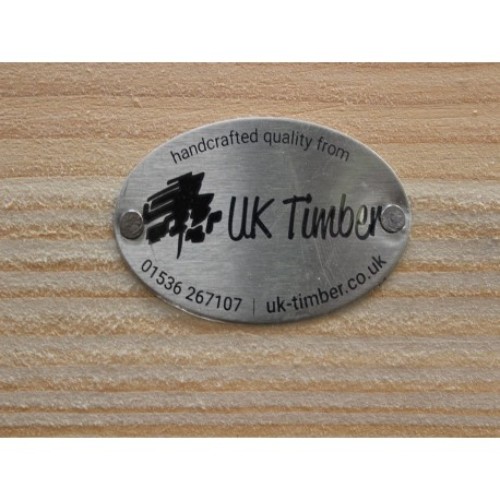 handcrafted quality from
UK Timber
01536 267107 | uk-timber.co.uk